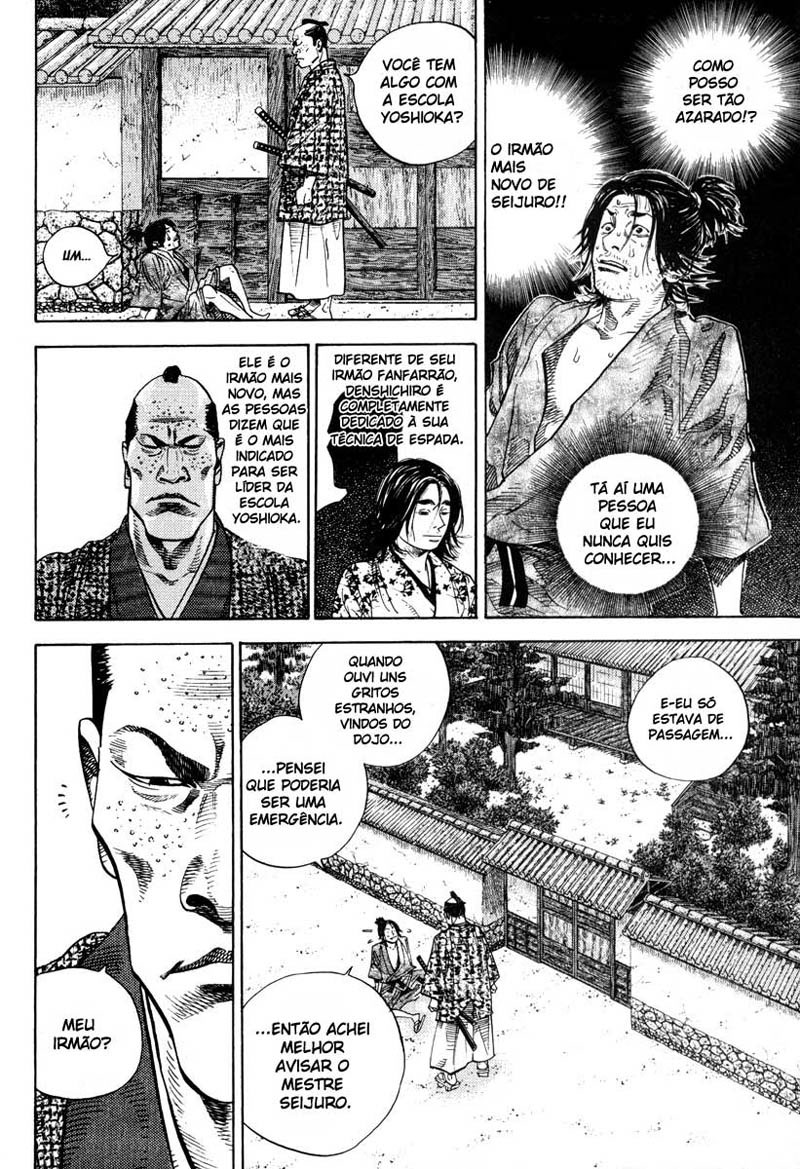 COMO
POSSO
SER TÃO
AZARADO!?
O IRMÃO
MAIS
NOVO DE
SEIJURO!!
TÁ AÍ UMA
PESSOA
QUE EU
NUNCA QUIS
CONHECER...
VOCÊ TEM
ALGO COM
A ESCOLA
YOSHIOKA?
UM...
DIFERENTE DE SEU
IRMÃO FANFARRÃO,
DENSHICHIRO É
COMPLETAMENTE
DEDICADO À SUA
TÉCNICA DE ESPADA.
ELE É O
IRMÃO MAIS
NOVO, MAS
AS PESSOAS
DIZEM QUE
É O MAIS
INDICADO
PARA SER
LÍDER DA
ESCOLA
YOSHIOKA.
E-EU SÓ
ESTAVA DE
PASSAGEM...
QUANDO
OUVI UNS
GRITOS
ESTRANHOS,
VINDOS DO
DOJO...
...PENSEI
QUE PODERIA
SER UMA
EMERGÊNCIA.
...ENTÃO ACHEI
MELHOR
AVISAR O
MESTRE
SEIJURO.
MEU
IRMÃO?